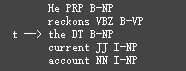 He PRP B-NP
reckons VBZ B-VP
t —> the DT B-NP
current JJ I-NP
account NN I-NP